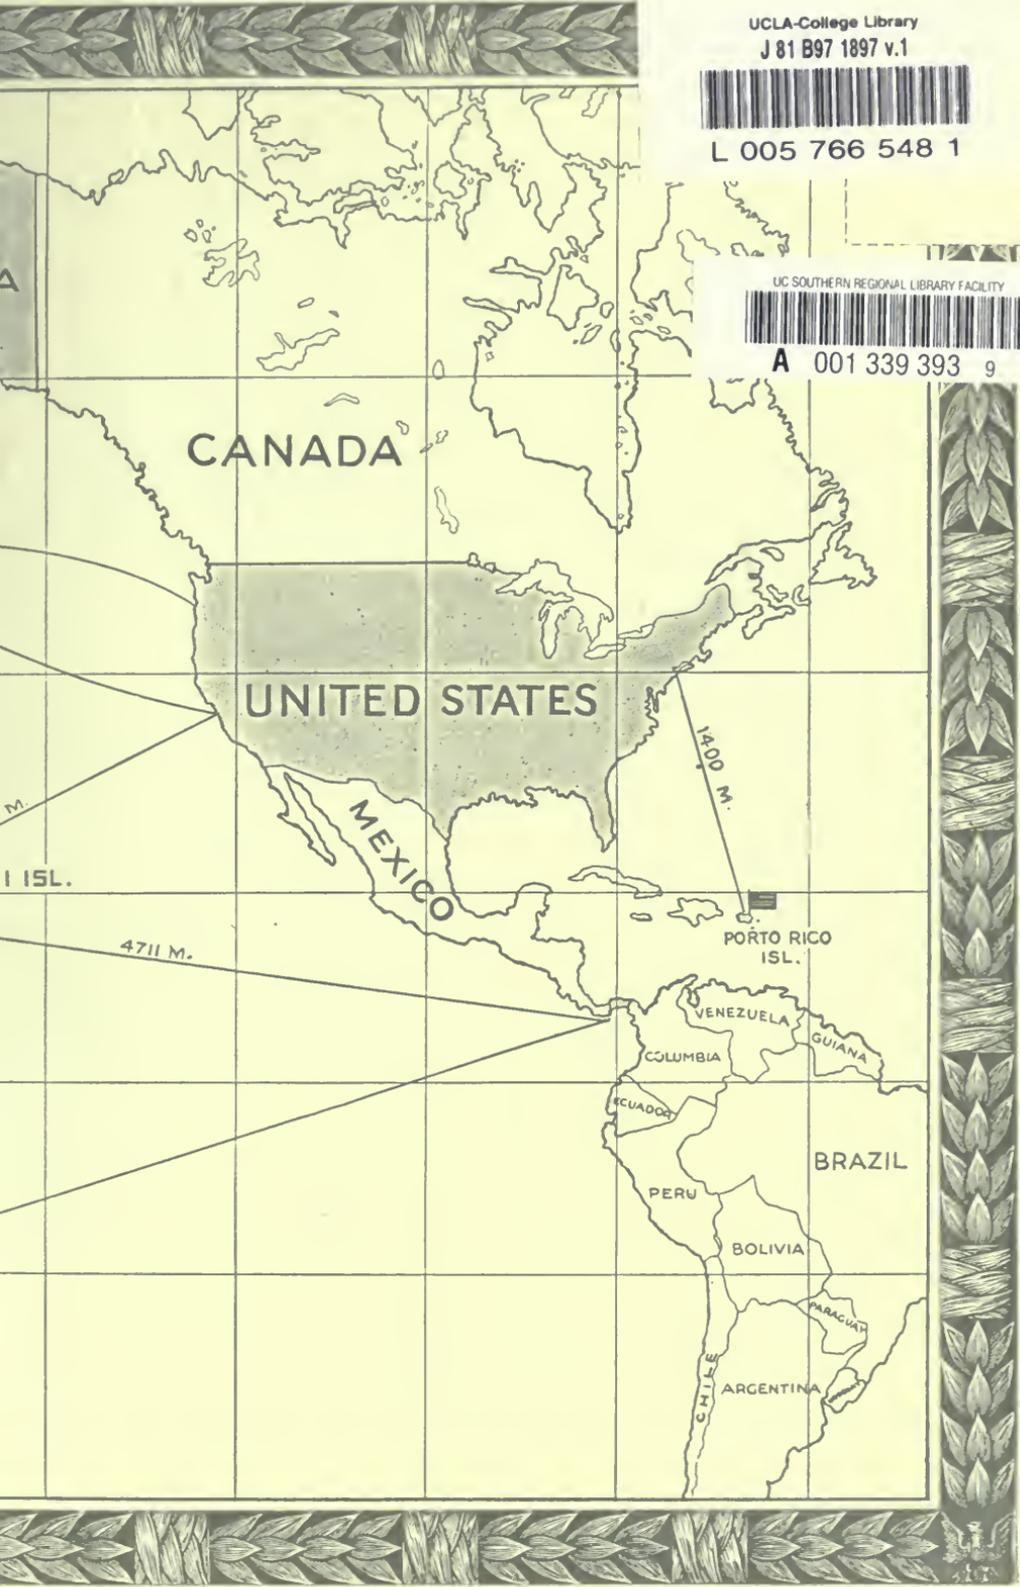 UCLA-College Library
J 81 B97 1897 v.1
L 005 766 548 1
UC SOUTHERN REGIONAL LIBRARY FACILITY
A 001 339 393 9
A
CANADA
UNITED STATES
1400 M.
MEXICO
M.
I ISL.
4711 M.
PORTO RICO
ISL.
VENEZUELA
GUIANA
COLUMBIA
ECUADOR
BRAZIL
PERU
BOLIVIA
PARAGUAY
CHILE
ARGENTINA